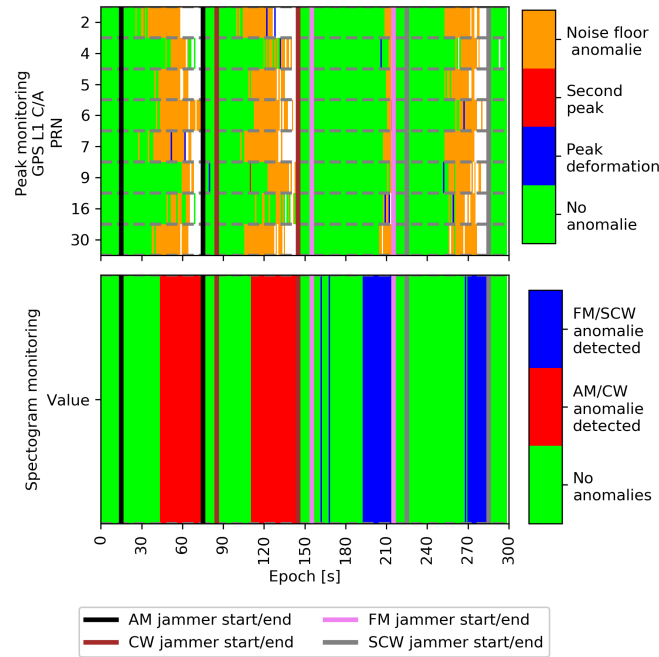 Peak monitoring
GPS L1 C/A
PRN
2
4
5
6
7
9
16
30
Noise floor
anomalie
Second
peak
Peak
deformation
No
anomalie
Spectogram monitoring
Value
FM/SCW
anomalie
detected
AM/CW
anomalie
detected
No
anomalies
0
30
60
90
120
150
180
210
240
270
300
Epoch [s]
AM jammer start/end
CW jammer start/end
FM jammer start/end
SCW jammer start/end